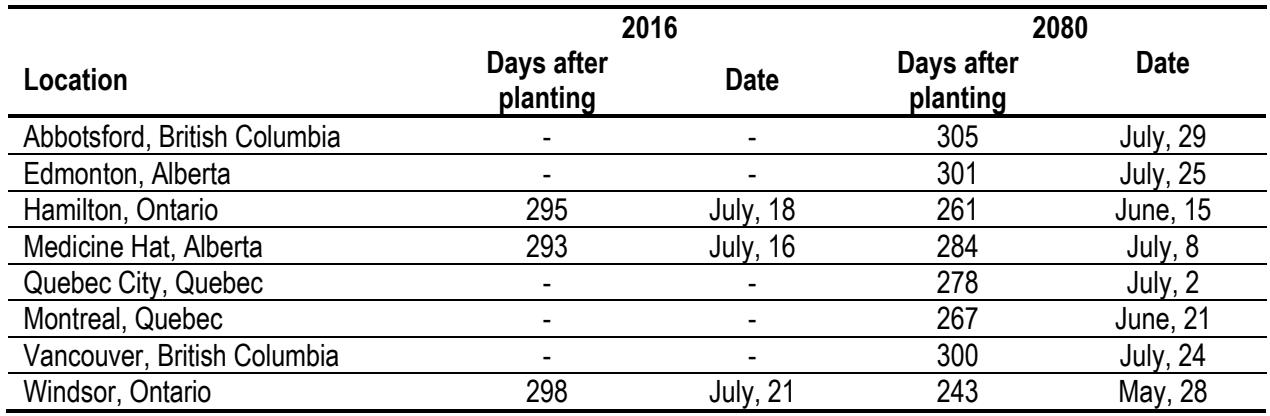 2016 2080
Location Days after planting Date Days after planting Date
Abbotsford, British Columbia - - 305 July, 29
Edmonton, Alberta - - 301 July, 25
Hamilton, Ontario 295 July, 18 261 June, 15
Medicine Hat, Alberta 293 July, 16 284 July, 8
Quebec City, Quebec - - 278 July, 2
Montreal, Quebec - - 267 June, 21
Vancouver, British Columbia - - 300 July, 24
Windsor, Ontario 298 July, 21 243 May, 28